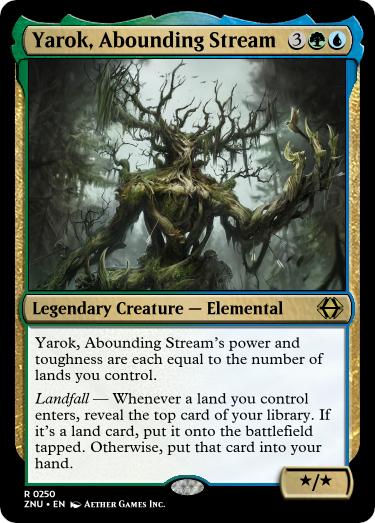 Yarok, Abounding Stream 3
Legendary Creature — Elemental
Yarok, Abounding Stream's power and
toughness are each equal to the number of
lands you control.
Landfall — Whenever a land you control
enters, reveal the top card of your library. If
it's a land card, put it onto the battlefield
tapped. Otherwise, put that card into your
hand.
★/★
R 0250
ZNU • EN Aether Games Inc.